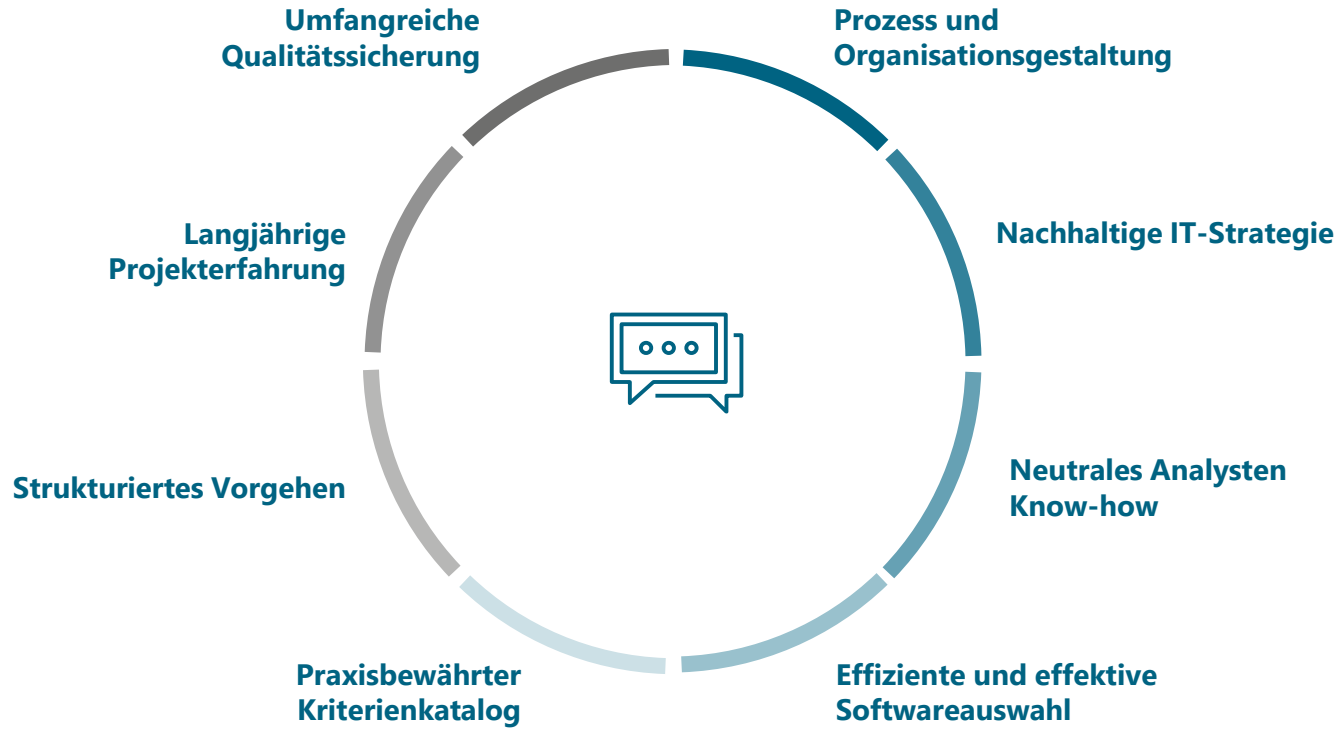 Umfangreiche
Qualitätssicherung
Prozess und
Organisationsgestaltung
Langjährige
Projekterfahrung
Nachhaltige IT-Strategie
Strukturiertes Vorgehen
Neutrales Analysten
Know-how
Praxisbewährter
Kriterienkatalog
Effiziente und effektive
Softwareauswahl